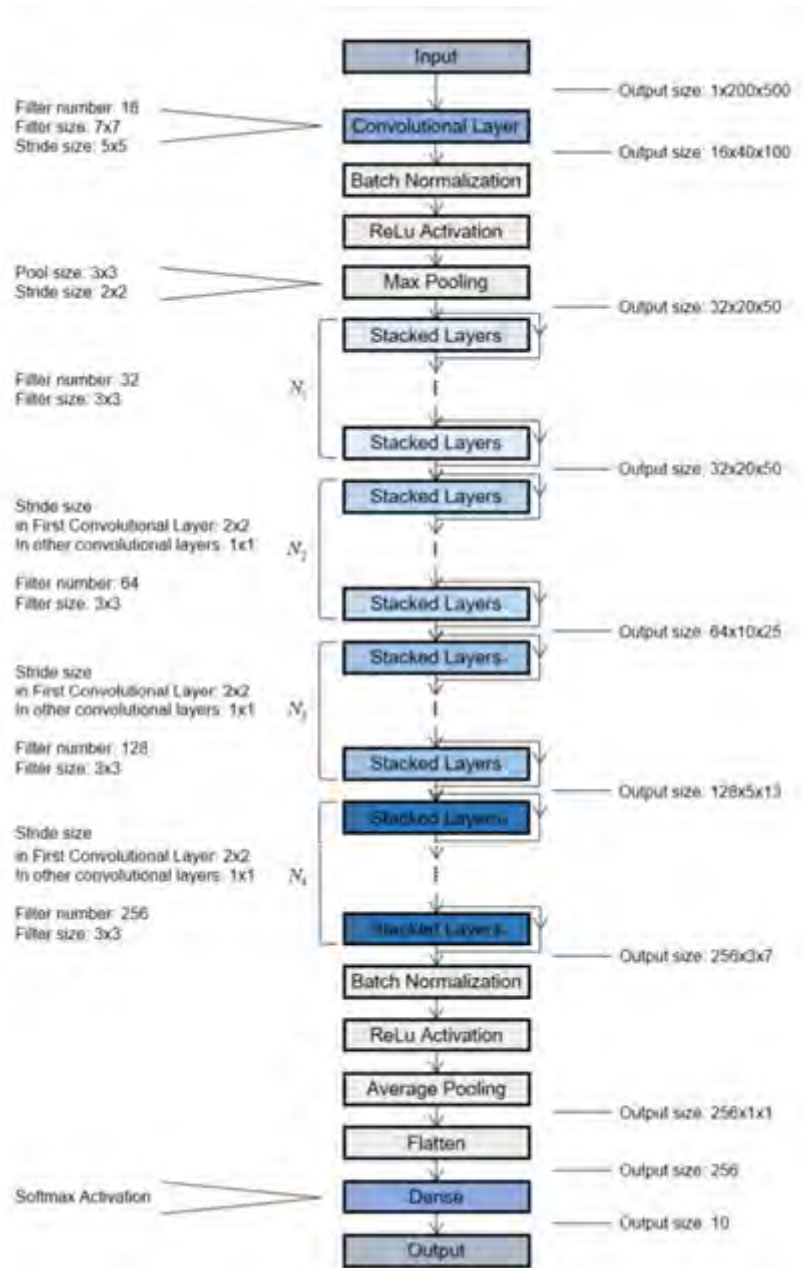 Input
Output size: 1x200x500
Filter number: 16
Filter size: 7x7
Stride size: 5x5
Convolutional Layer
Output size: 16x40x100
Batch Normalization
ReLu Activation
Pool size: 3x3
Stride size: 2x2
Max Pooling
Output size: 32x20x50
Stacked Layers
Filter number: 32
Filter size: 3x3
N₁
Stacked Layers
Output size: 32x20x50
Stacked Layers
Stride size
in First Convolutional Layer: 2x2
In other convolutional layers: 1x1
N₂
Filter number: 64
Filter size: 3x3
Stacked Layers
Output size: 64x10x25
Stacked Layers
Stride size
in First Convolutional Layer: 2x2
In other convolutional layers: 1x1
N₃
Filter number: 128
Filter size: 3x3
Stacked Layers
Output size: 128x5x13
Stacked Layers
Stride size
in First Convolutional Layer: 2x2
In other convolutional layers: 1x1
N₄
Filter number: 256
Filter size: 3x3
Stacked Layers
Output size: 256x3x7
Batch Normalization
ReLu Activation
Average Pooling
Output size: 256x1x1
Flatten
Output size: 256
Softmax Activation
Dense
Output size: 10
Output